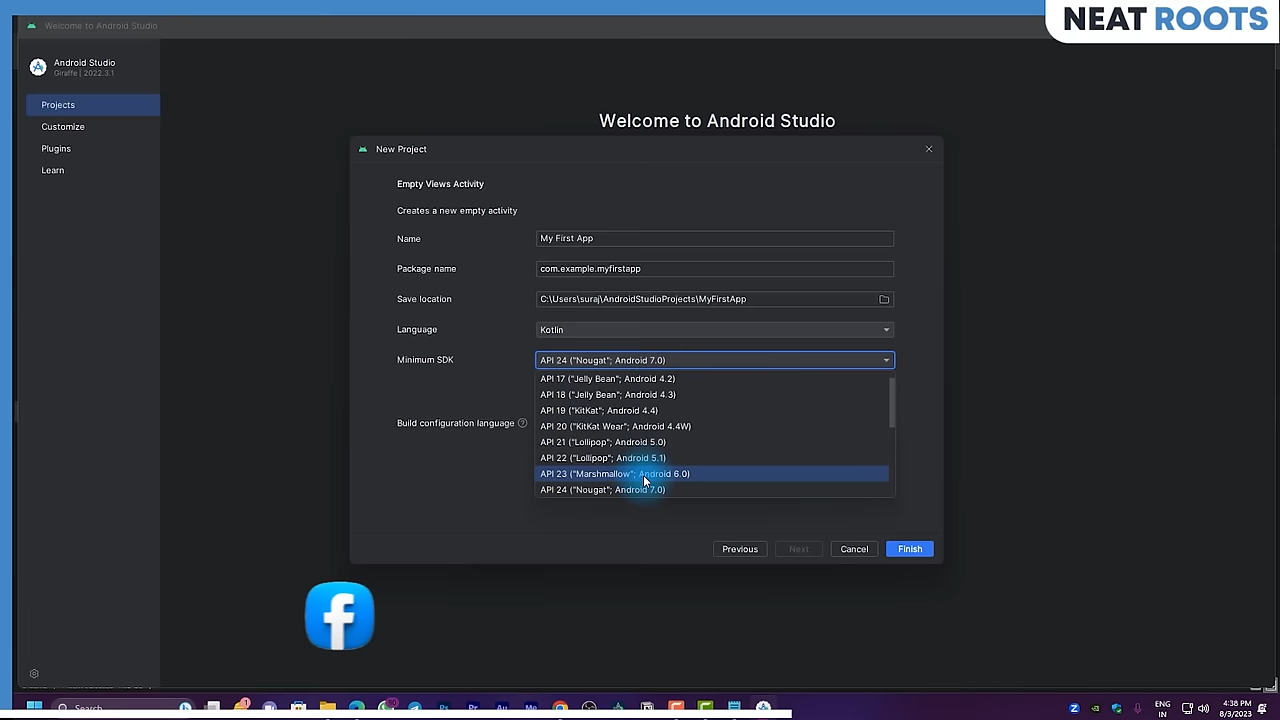 Welcome to Android Studio
NEAT ROOTS
Android Studio
Giraffe | 2022.3.1
Projects
Customize
Plugins
Learn
Welcome to Android Studio
New Project
Empty Views Activity
Creates a new empty activity
Name
My First App
Package name
com.example.myfirstapp
Save location
C:\Users\suraj\AndroidStudioProjects\MyFirstApp
Language
Kotlin
Minimum SDK
API 24 ("Nougat"; Android 7.0)
API 17 ("Jelly Bean"; Android 4.2)
API 18 ("Jelly Bean"; Android 4.3)
API 19 ("KitKat"; Android 4.4)
API 20 ("KitKat Wear"; Android 4.4W)
Build configuration language ?
API 21 ("Lollipop"; Android 5.0)
API 22 ("Lollipop"; Android 5.1)
API 23 ("Marshmallow"; Android 6.0)
API 24 ("Nougat"; Android 7.0)
Previous
Next
Cancel
Finish
f
Search
Ps
Pr
Au
Me
ENG
IN
4:38 PM
8/3/2023